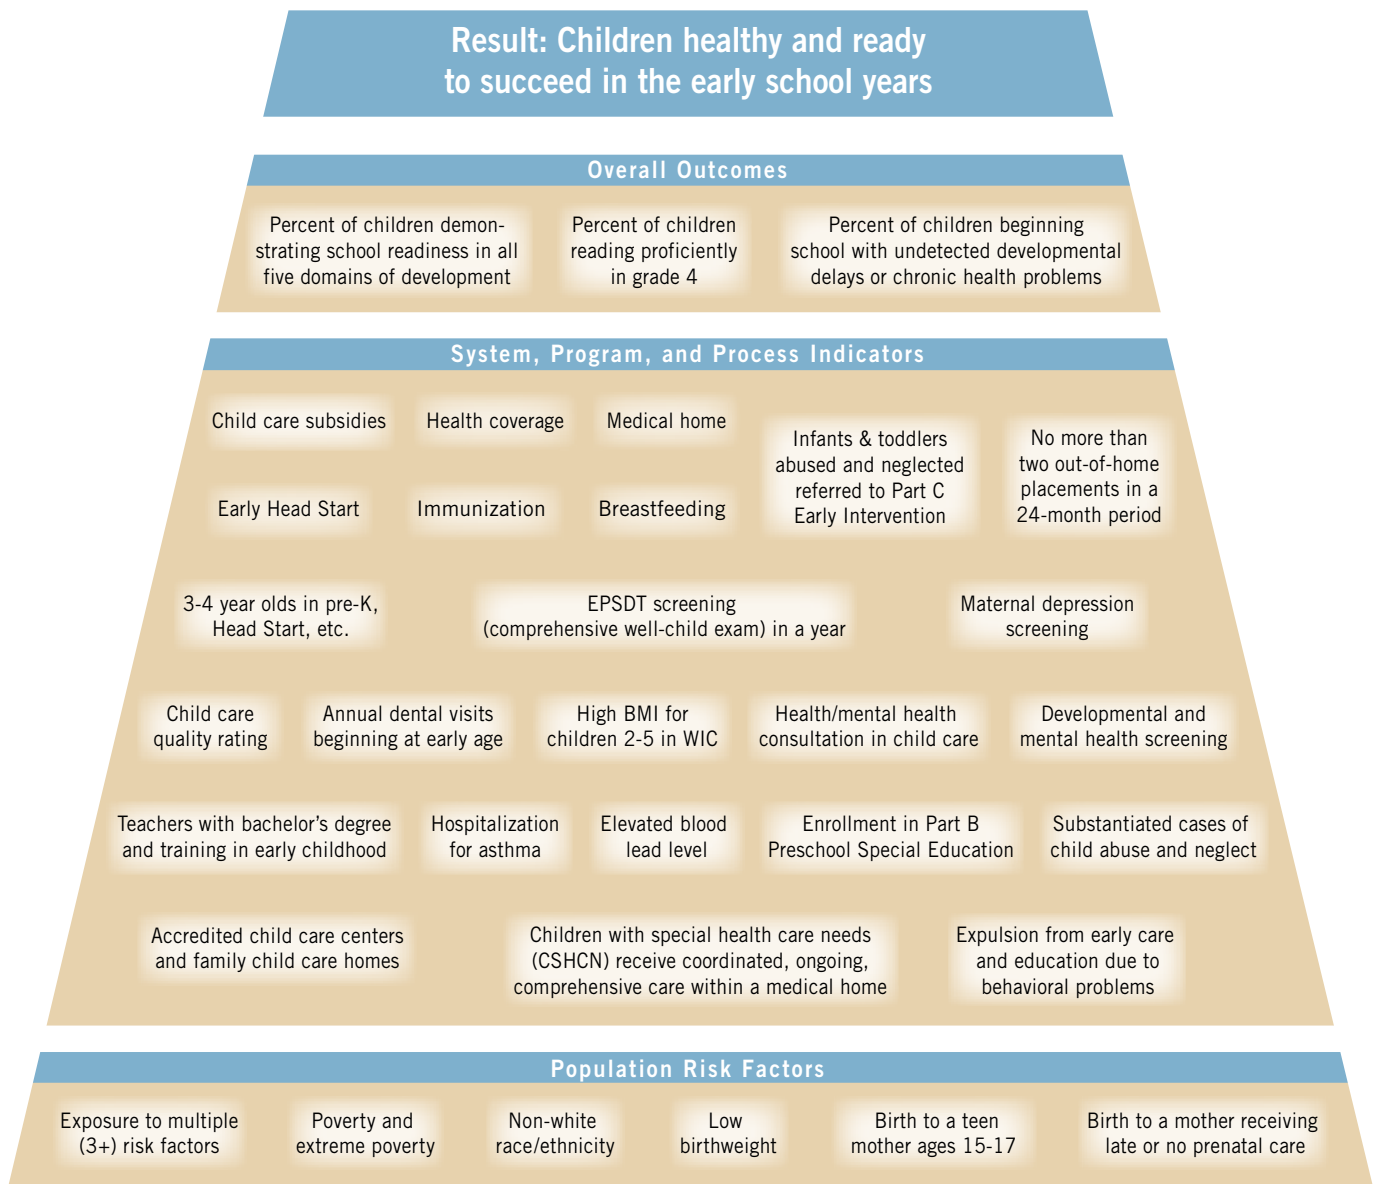 Result: Children healthy and ready
to succeed in the early school years
Overall Outcomes
Percent of children demon-
strating school readiness in all
five domains of development
Percent of children
reading proficiently
in grade 4
Percent of children beginning
school with undetected developmental
delays or chronic health problems
System, Program, and Process Indicators
Child care subsidies
Health coverage
Medical home
Infants & toddlers
abused and neglected
referred to Part C
Early Intervention
No more than
two out-of-home
placements in a
24-month period
Early Head Start
Immunization
Breastfeeding
3-4 year olds in pre-K,
Head Start, etc.
EPSDT screening
(comprehensive well-child exam) in a year
Maternal depression
screening
Child care
quality rating
Annual dental visits
beginning at early age
High BMI for
children 2-5 in WIC
Health/mental health
consultation in child care
Developmental and
mental health screening
Teachers with bachelor's degree
and training in early childhood
Hospitalization
for asthma
Elevated blood
lead level
Enrollment in Part B
Preschool Special Education
Substantiated cases of
child abuse and neglect
Accredited child care centers
and family child care homes
Children with special health care needs
(CSHCN) receive coordinated, ongoing,
comprehensive care within a medical home
Expulsion from early care
and education due to
behavioral problems
Population Risk Factors
Exposure to multiple
(3+) risk factors
Poverty and
extreme poverty
Non-white
race/ethnicity
Low
birthweight
Birth to a teen
mother ages 15-17
Birth to a mother receiving
late or no prenatal care